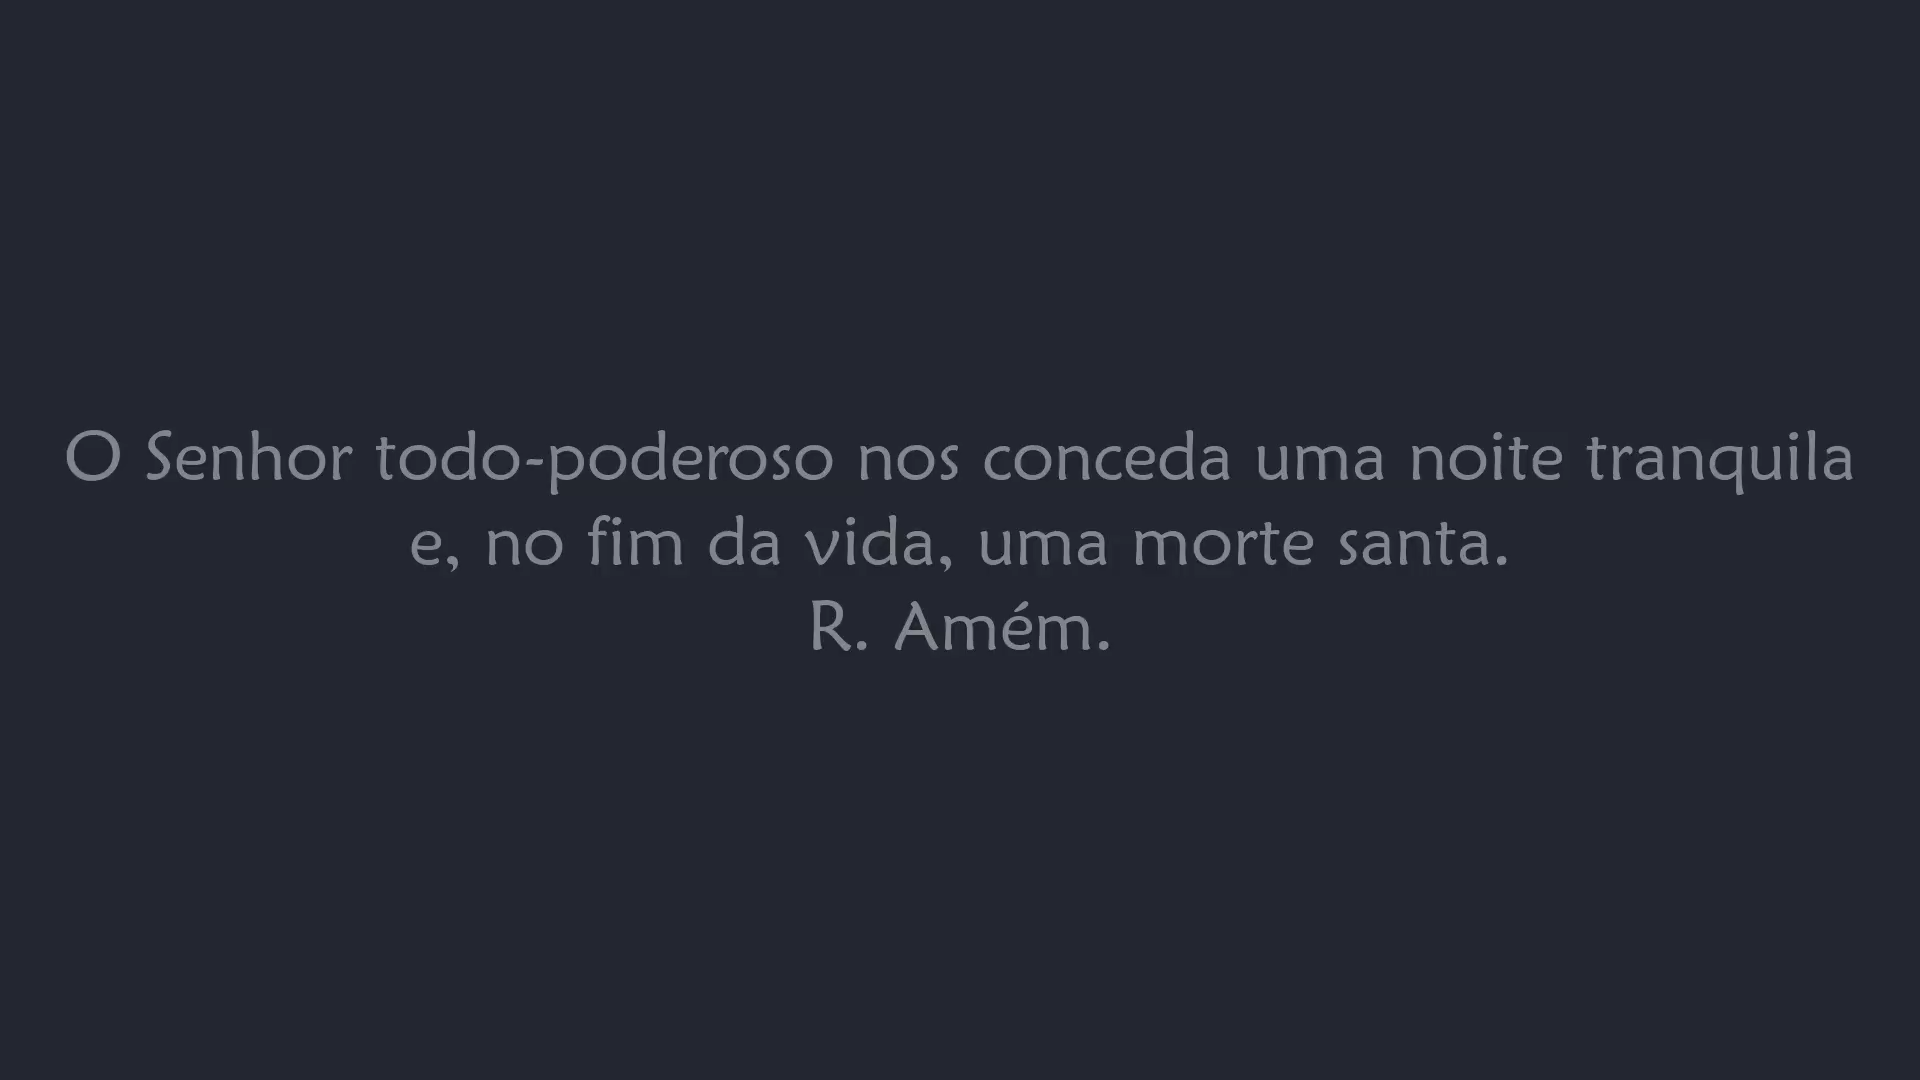 O Senhor todo-poderoso nos conceda uma noite tranquila
e, no fim da vida, uma morte santa.
R. Amém.